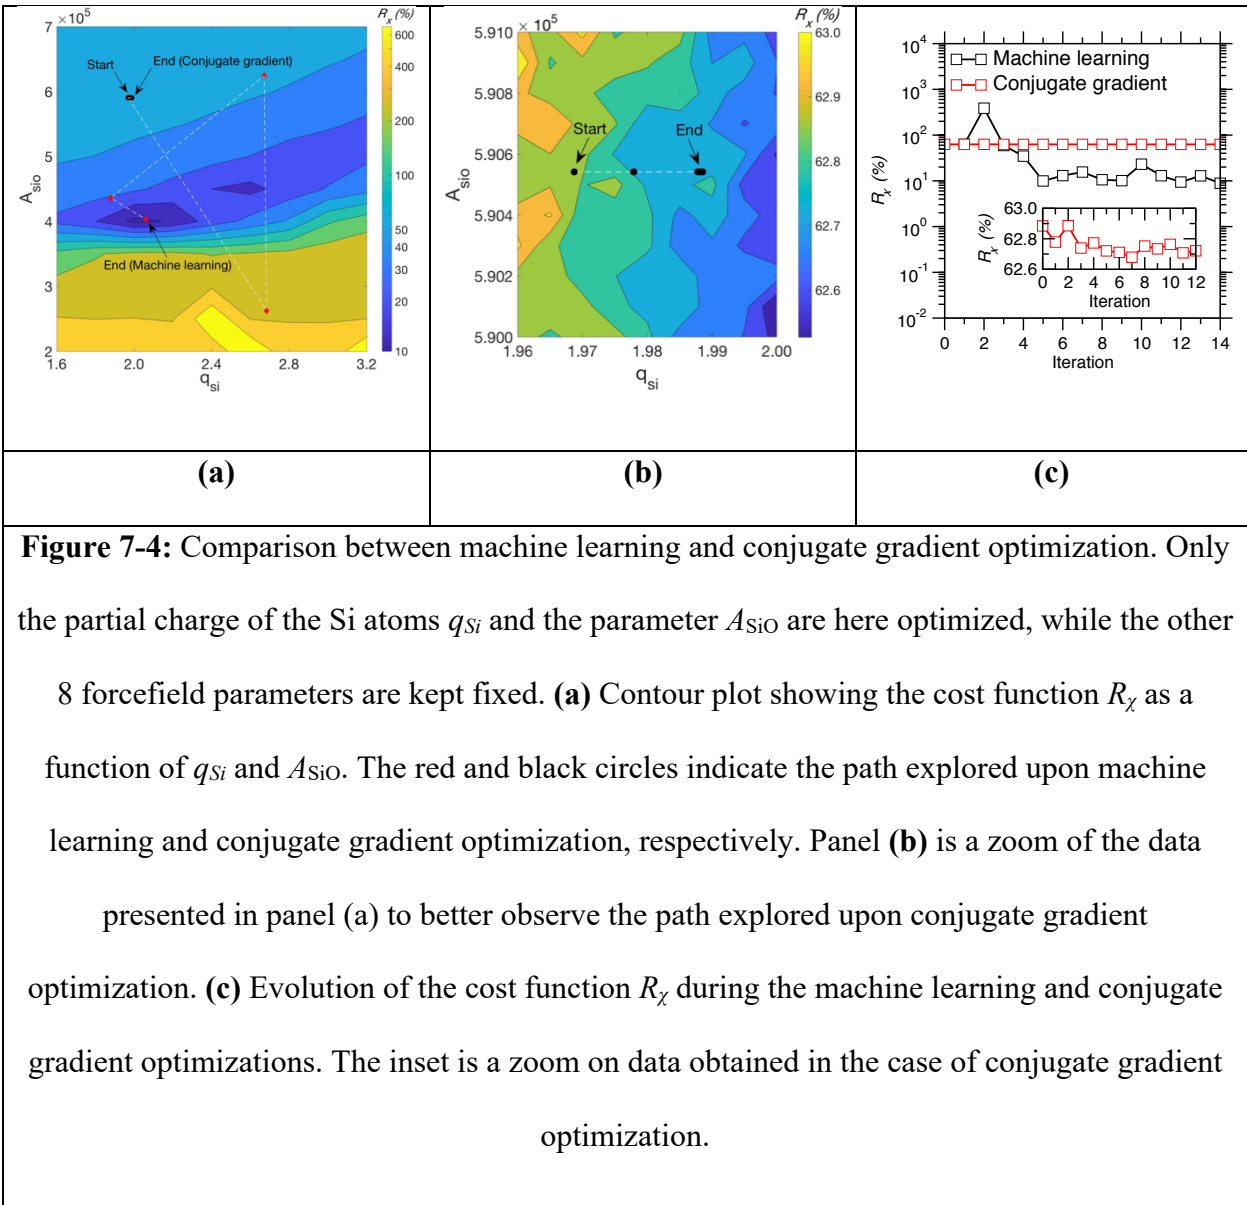 R_x (%)
×10^5
7
6
5
4
3
2
A_sio
Start
End (Conjugate gradient)
End (Machine learning)
1.6 2.0 2.4 2.8 3.2
q_si
600
400
200
100
50
40
30
20
10
R_x (%)
×10^5
5.910
5.908
5.906
5.904
5.902
5.900
A_sio
Start
End
1.96 1.97 1.98 1.99 2.00
q_si
63.0
62.9
62.8
62.7
62.6
10^4
10^3
10^2
10^1
10^0
10^-1
10^-2
R_x (%)
Machine learning
Conjugate gradient
63.0
62.8
62.6
R_x (%)
0 2 4 6 8 10 12
Iteration
0 2 4 6 8 10 12 14
Iteration
(a)
(b)
(c)
Figure 7-4: Comparison between machine learning and conjugate gradient optimization. Only
the partial charge of the Si atoms q_Si and the parameter A_SiO are here optimized, while the other
8 forcefield parameters are kept fixed. (a) Contour plot showing the cost function R_χ as a
function of q_Si and A_SiO. The red and black circles indicate the path explored upon machine
learning and conjugate gradient optimization, respectively. Panel (b) is a zoom of the data
presented in panel (a) to better observe the path explored upon conjugate gradient
optimization. (c) Evolution of the cost function R_χ during the machine learning and conjugate
gradient optimizations. The inset is a zoom on data obtained in the case of conjugate gradient
optimization.